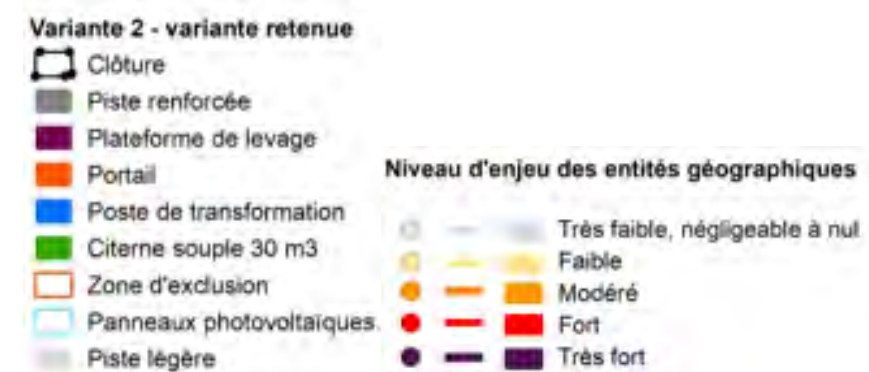 Variante 2 - variante retenue
Clôture
Piste renforcée
Plateforme de levage
Portail
Poste de transformation
Citerne souple 30 m3
Zone d'exclusion
Panneaux photovoltaïques.
Piste légère
Niveau d'enjeu des entités géographiques
Très faible, négligeable à nul
Faible
Modéré
Fort
Très fort